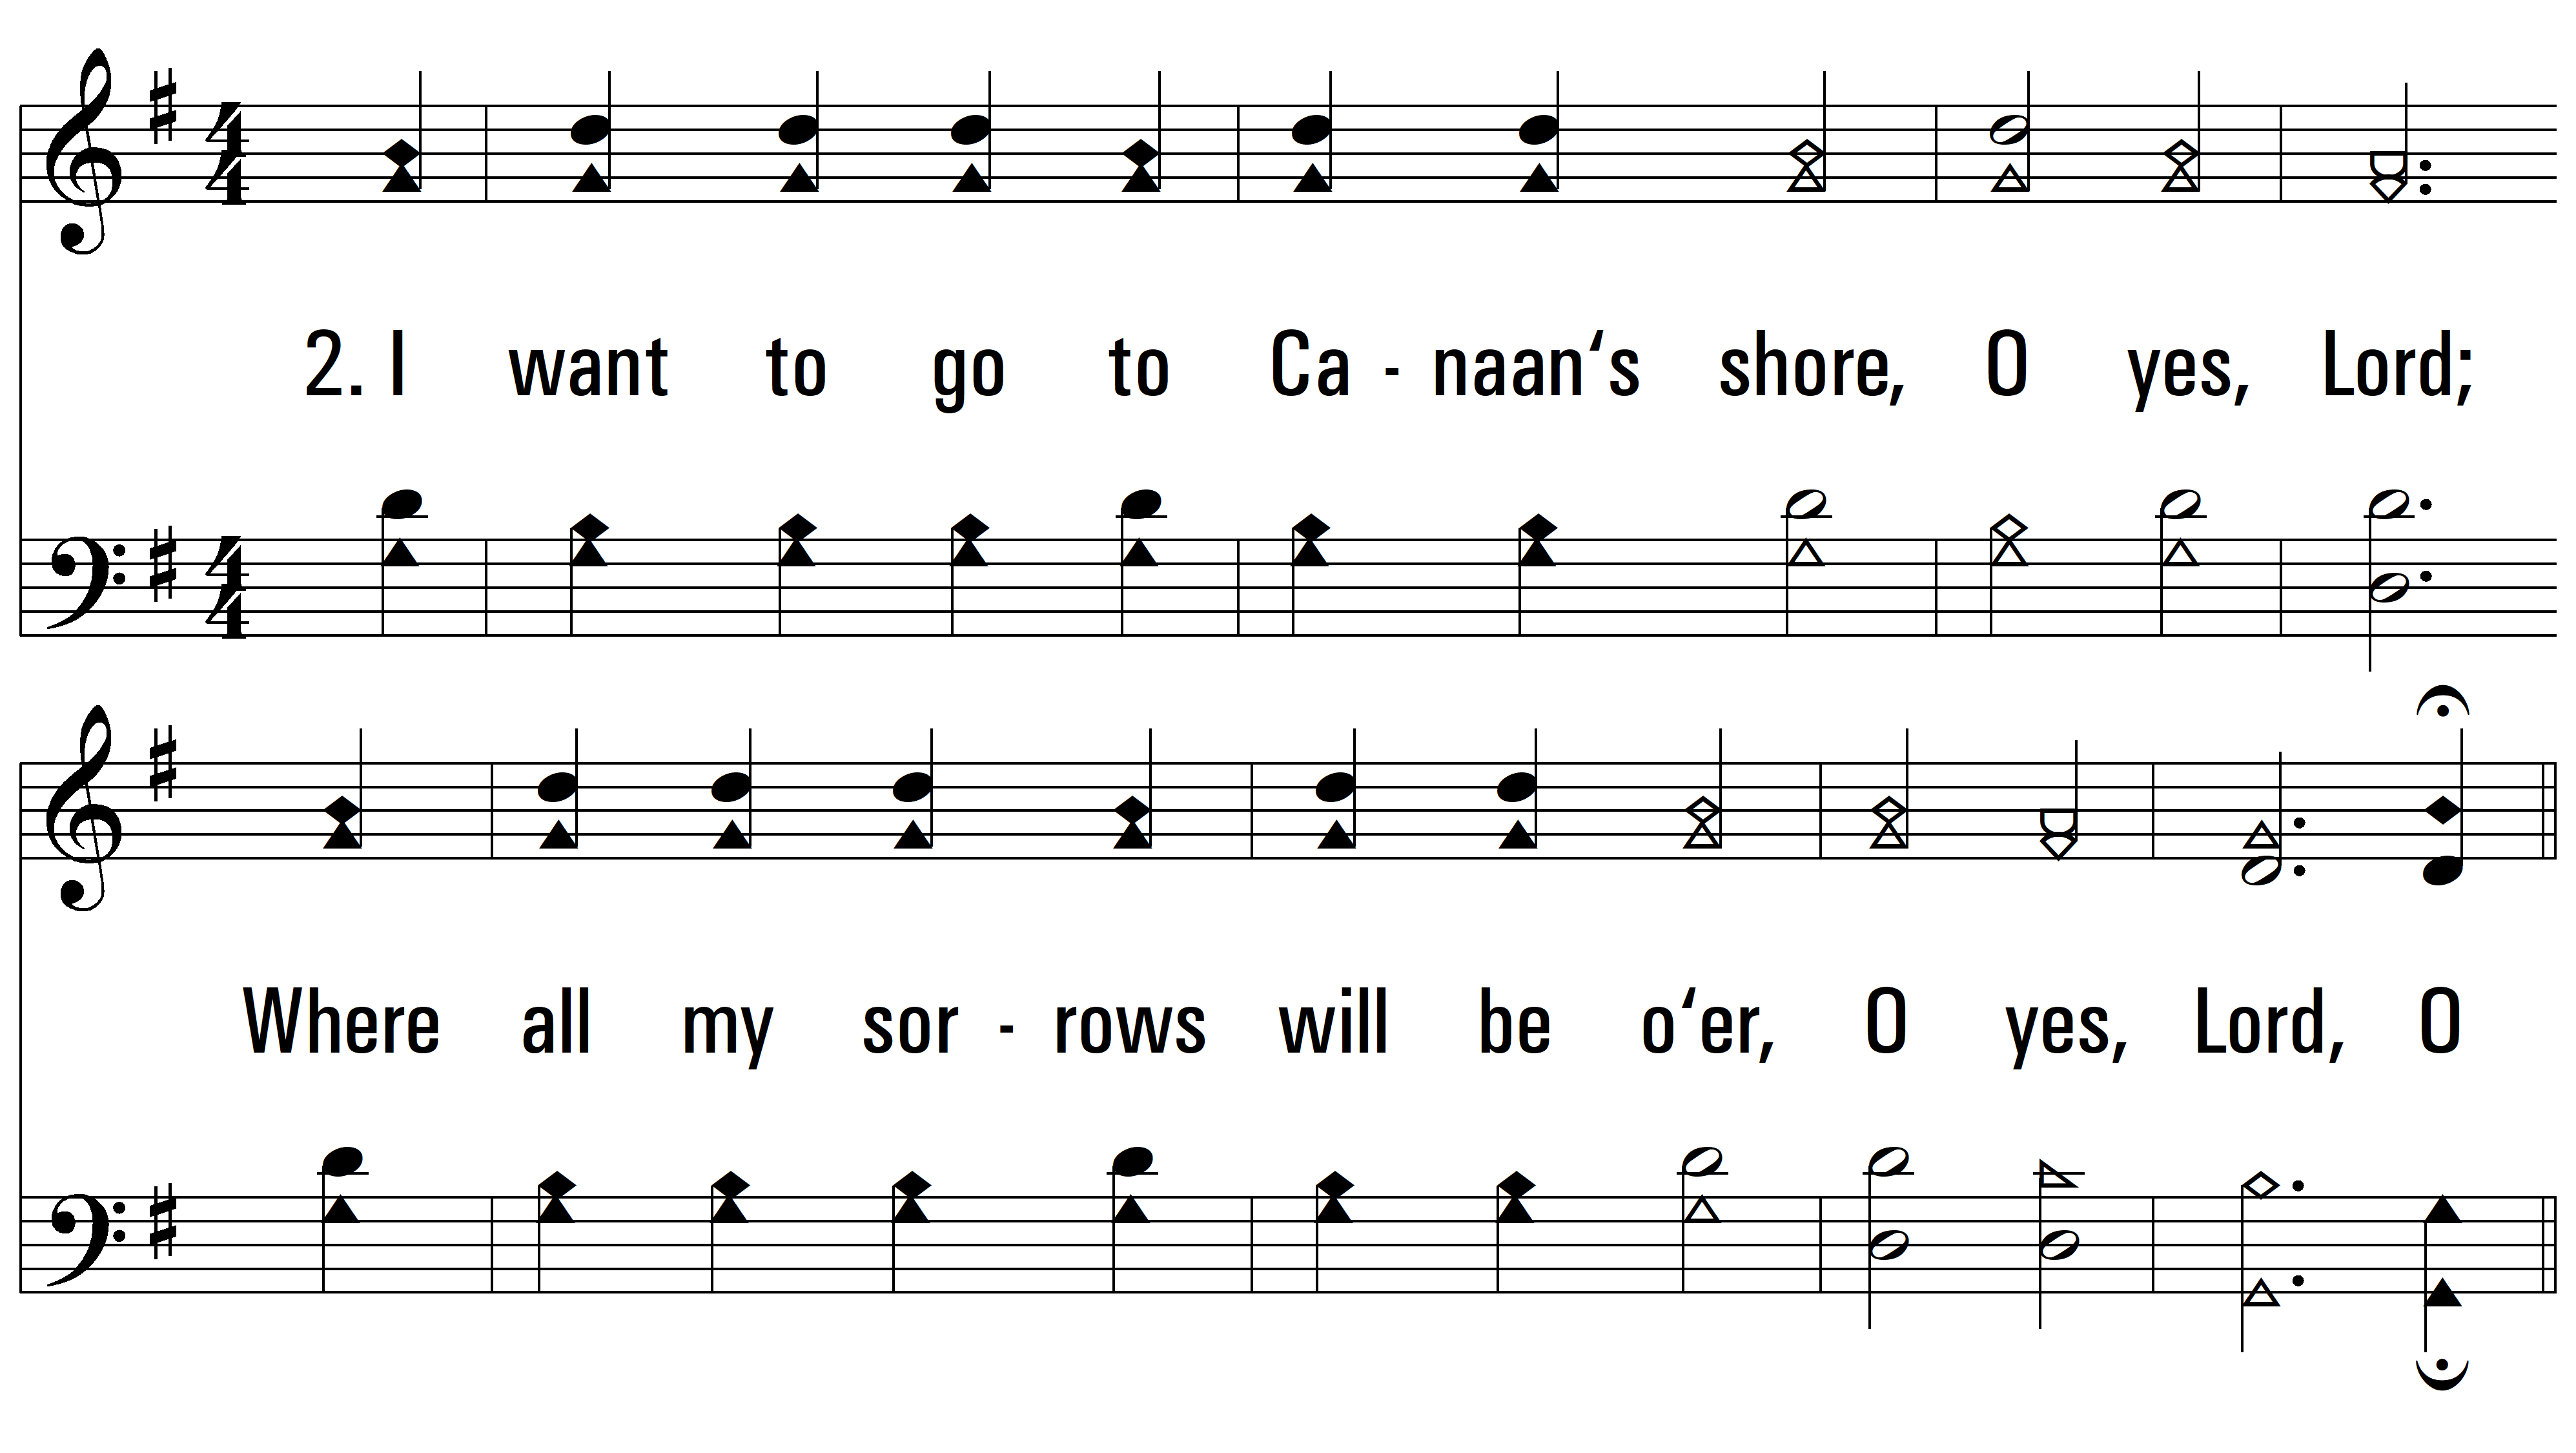 2. I want to go to Ca - naan‘s shore, O yes, Lord;
Where all my sor - rows will be o‘er, O yes, Lord, O